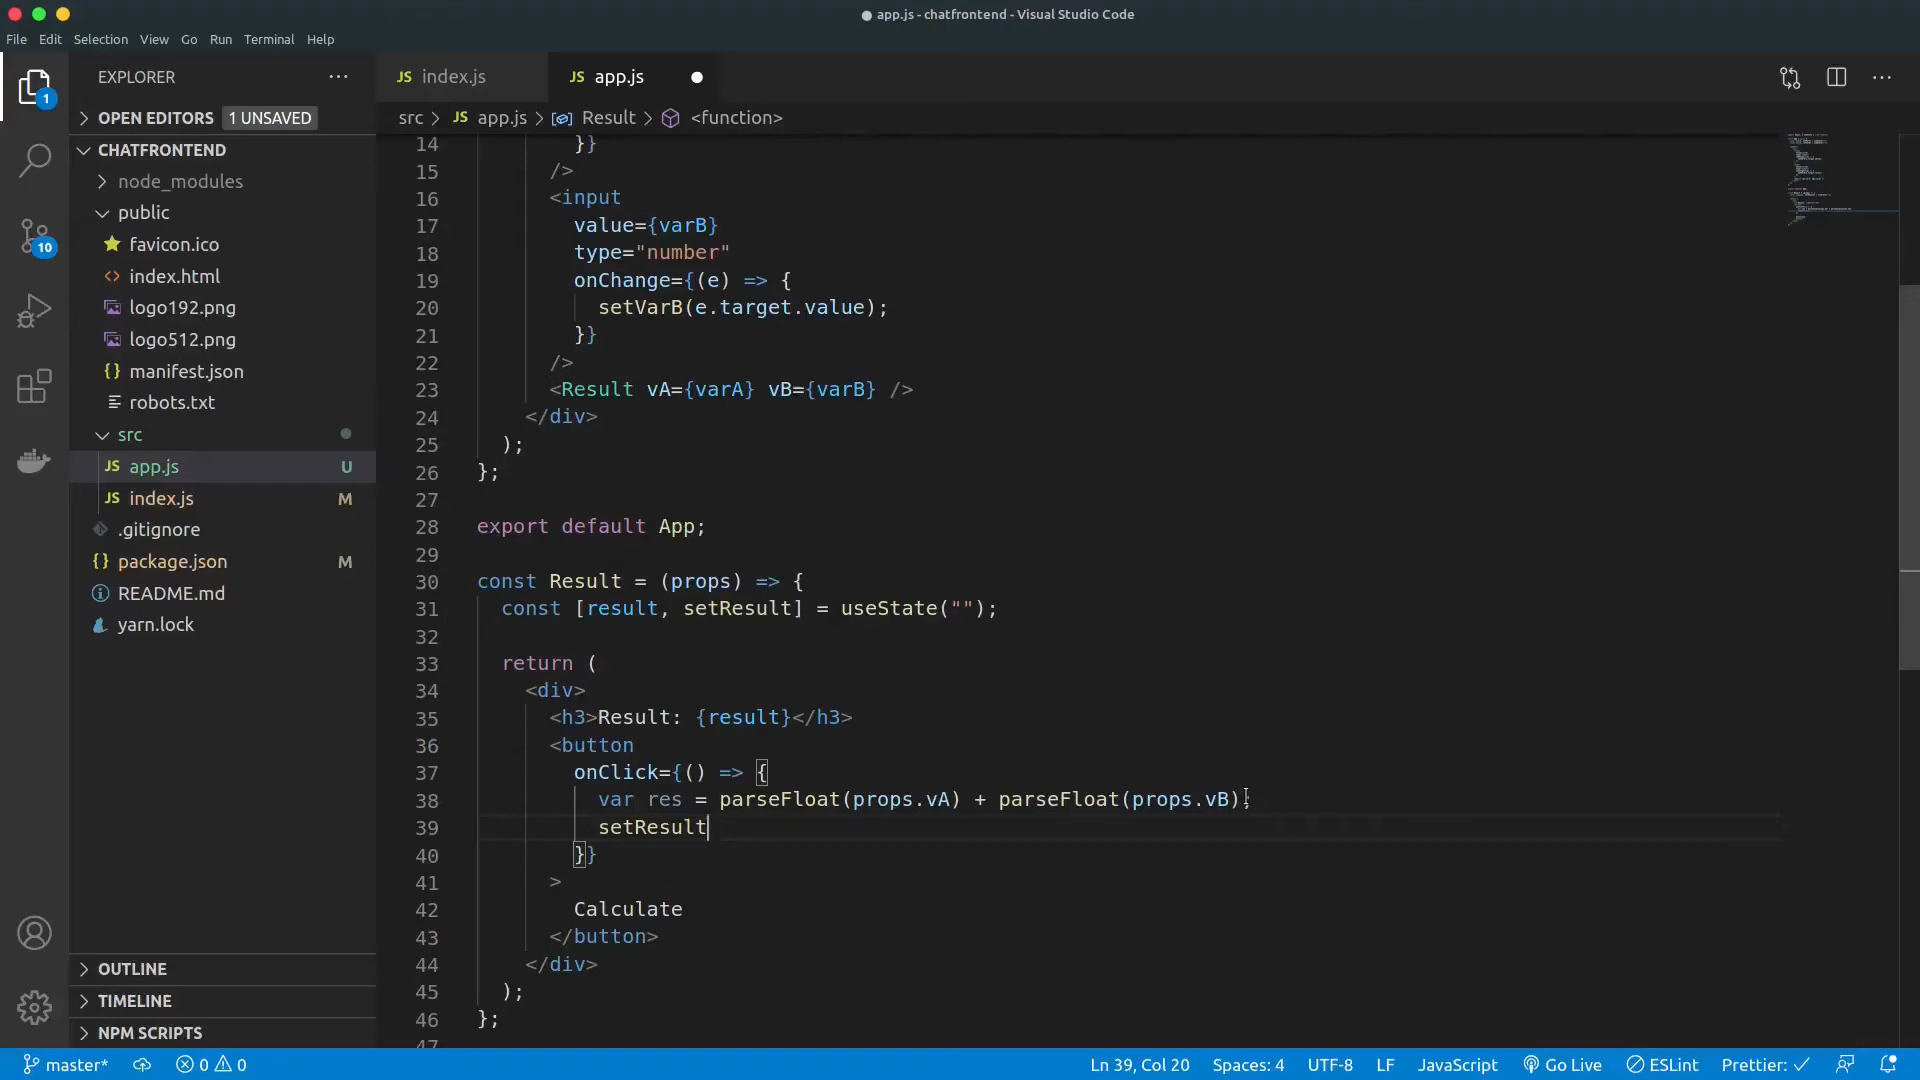 app.js - chatfrontend - Visual Studio Code
File Edit Selection View Go Run Terminal Help
EXPLORER
OPEN EDITORS 1 UNSAVED
CHATFRONTEND
node_modules
public
favicon.ico
index.html
logo192.png
logo512.png
manifest.json
robots.txt
src
JS app.js U
JS index.js M
.gitignore
package.json M
README.md
yarn.lock
OUTLINE
TIMELINE
NPM SCRIPTS
JS index.js JS app.js
src JS app.js Result <function>
14 }}
15 />
16 <input
17 value={varB}
18 type="number"
19 onChange={(e) => {
20 setVarB(e.target.value);
21 }}
22 />
23 <Result vA={varA} vB={varB} />
24 </div>
25 );
26 };
27
28 export default App;
29
30 const Result = (props) => {
31 const [result, setResult] = useState("");
32
33 return (
34 <div>
35 <h3>Result: {result}</h3>
36 <button
37 onClick={() => {
38 var res = parseFloat(props.vA) + parseFloat(props.vB);
39 setResult
40 }}
41 >
42 Calculate
43 </button>
44 </div>
45 );
46 };
47
1
10
master* 0 0 Ln 39, Col 20 Spaces: 4 UTF-8 LF JavaScript Go Live ESLint Prettier: ✓